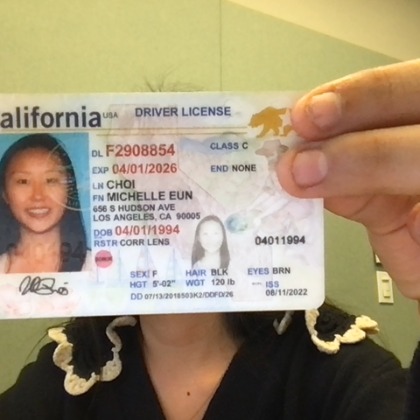 alifornia USA DRIVER LICENSE
DL F2908854 CLASS C
EXP 04/01/2026 END NONE
LN CHOI
FN MICHELLE EUN
656 S HUDSON AVE
LOS ANGELES, CA 90005
DOB 04/01/1994
RSTR CORR LENS 04011994
SEX F HAIR BLK EYES BRN
HGT 5'-02" WGT 120 lb ISS
DD 07/13/2018503K2/DDFD/26 08/11/2022